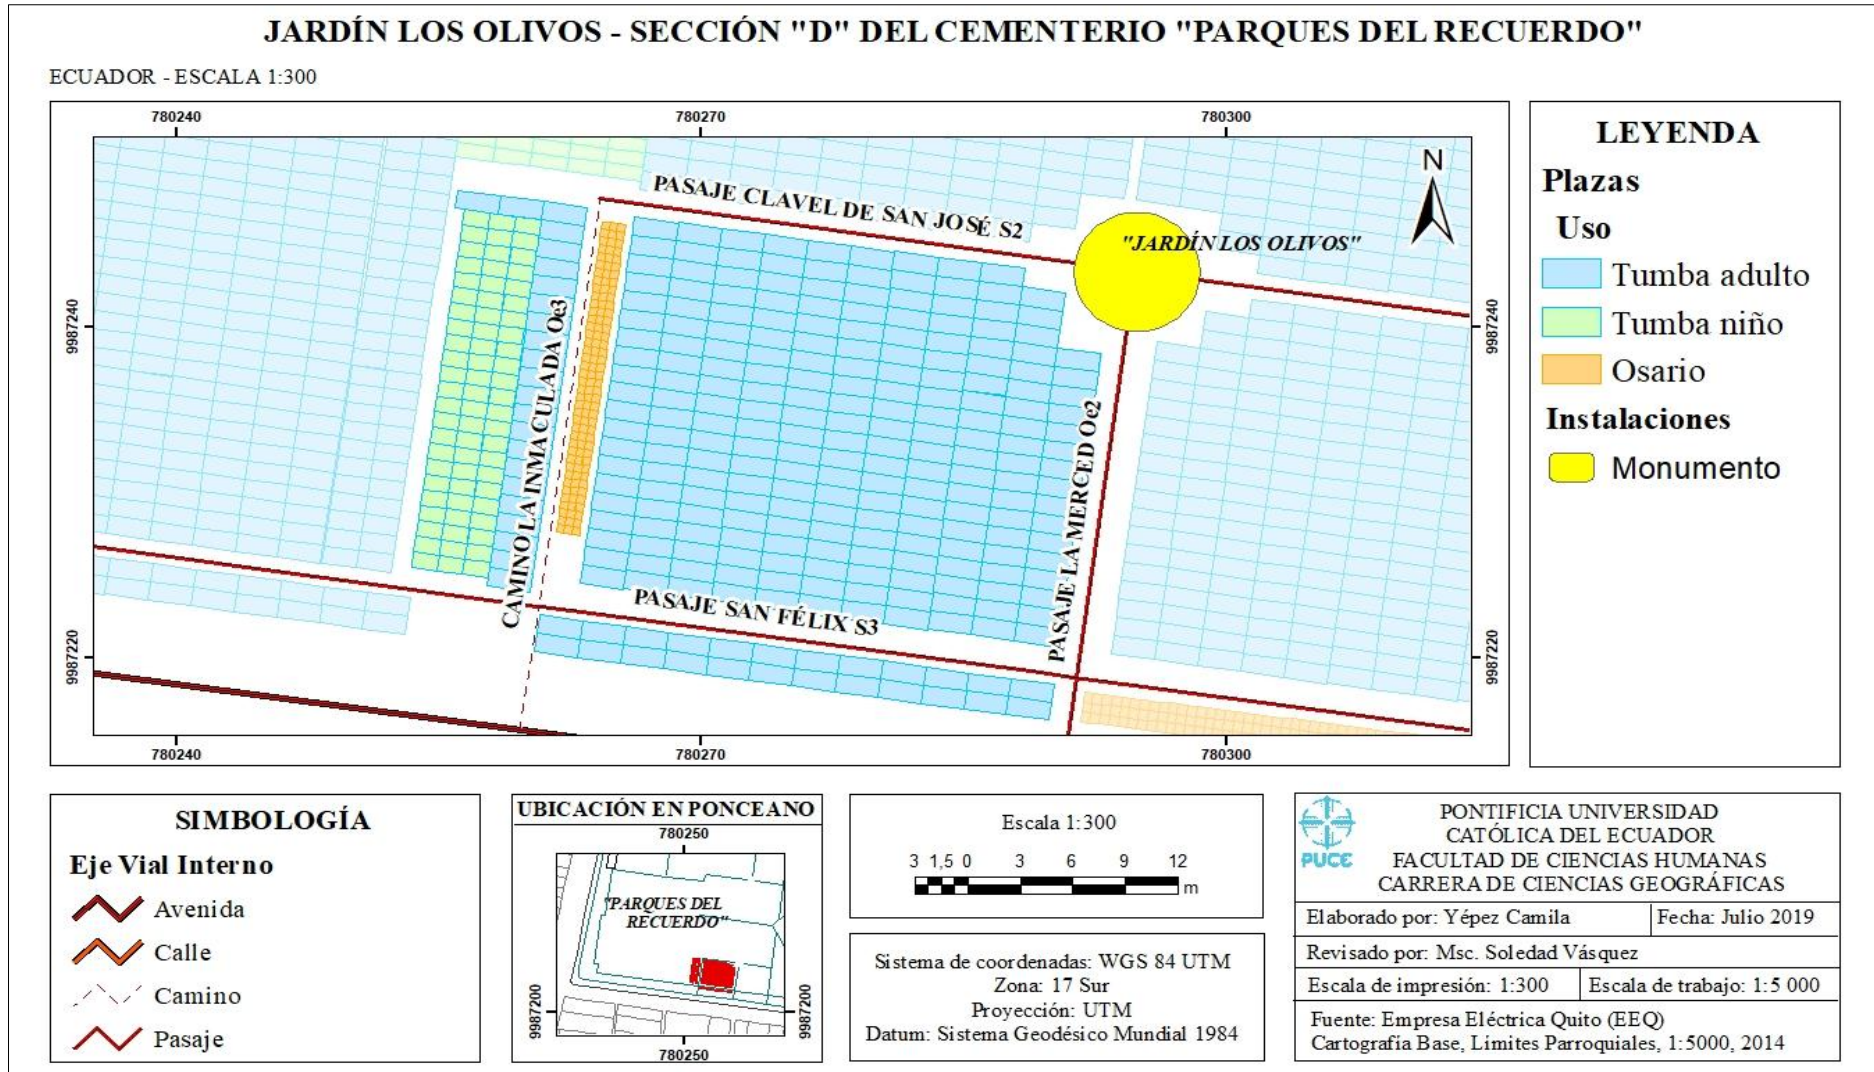 JARDÍN LOS OLIVOS - SECCIÓN "D" DEL CEMENTERIO "PARQUES DEL RECUERDO"
ECUADOR - ESCALA 1:300
780240 780270 780300
N
PASAJE CLAVEL DE SAN JOSÉ S2
"JARDÍN LOS OLIVOS"
9987240 9987240
CAMINO LA INMACULADA Oe3
PASAJE LA MERCED Oe2
PASAJE SAN FÉLIX S3
9987220 9987220
780240 780270 780300
LEYENDA
Plazas
Uso
Tumba adulto
Tumba niño
Osario
Instalaciones
Monumento
SIMBOLOGÍA
Eje Vial Interno
Avenida
Calle
Camino
Pasaje
UBICACIÓN EN PONCEANO
780250
"PARQUES DEL
RECUERDO"
9987200 9987200
780250
Escala 1:300
3 1,5 0 3 6 9 12
m
Sistema de coordenadas: WGS 84 UTM
Zona: 17 Sur
Proyección: UTM
Datum: Sistema Geodésico Mundial 1984
PUCE
PONTIFICIA UNIVERSIDAD
CATÓLICA DEL ECUADOR
FACULTAD DE CIENCIAS HUMANAS
CARRERA DE CIENCIAS GEOGRÁFICAS
Elaborado por: Yépez Camila Fecha: Julio 2019
Revisado por: Msc. Soledad Vásquez
Escala de impresión: 1:300 Escala de trabajo: 1:5 000
Fuente: Empresa Eléctrica Quito (EEQ)
Cartografía Base, Limites Parroquiales, 1:5000, 2014